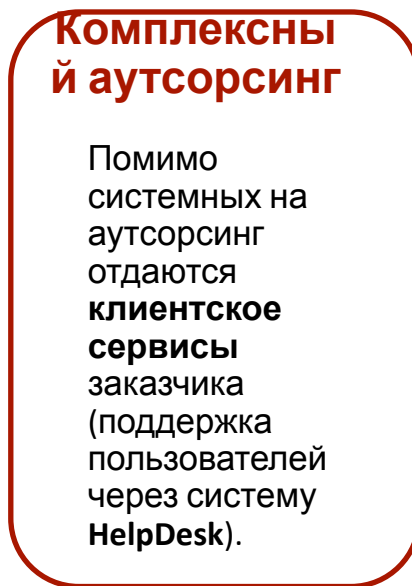 Комплексны
й аутсорсинг
Помимо
системных на
аутсорсинг
отдаются
клиентское
сервисы
заказчика
(поддержка
пользователей
через систему
HelpDesk).